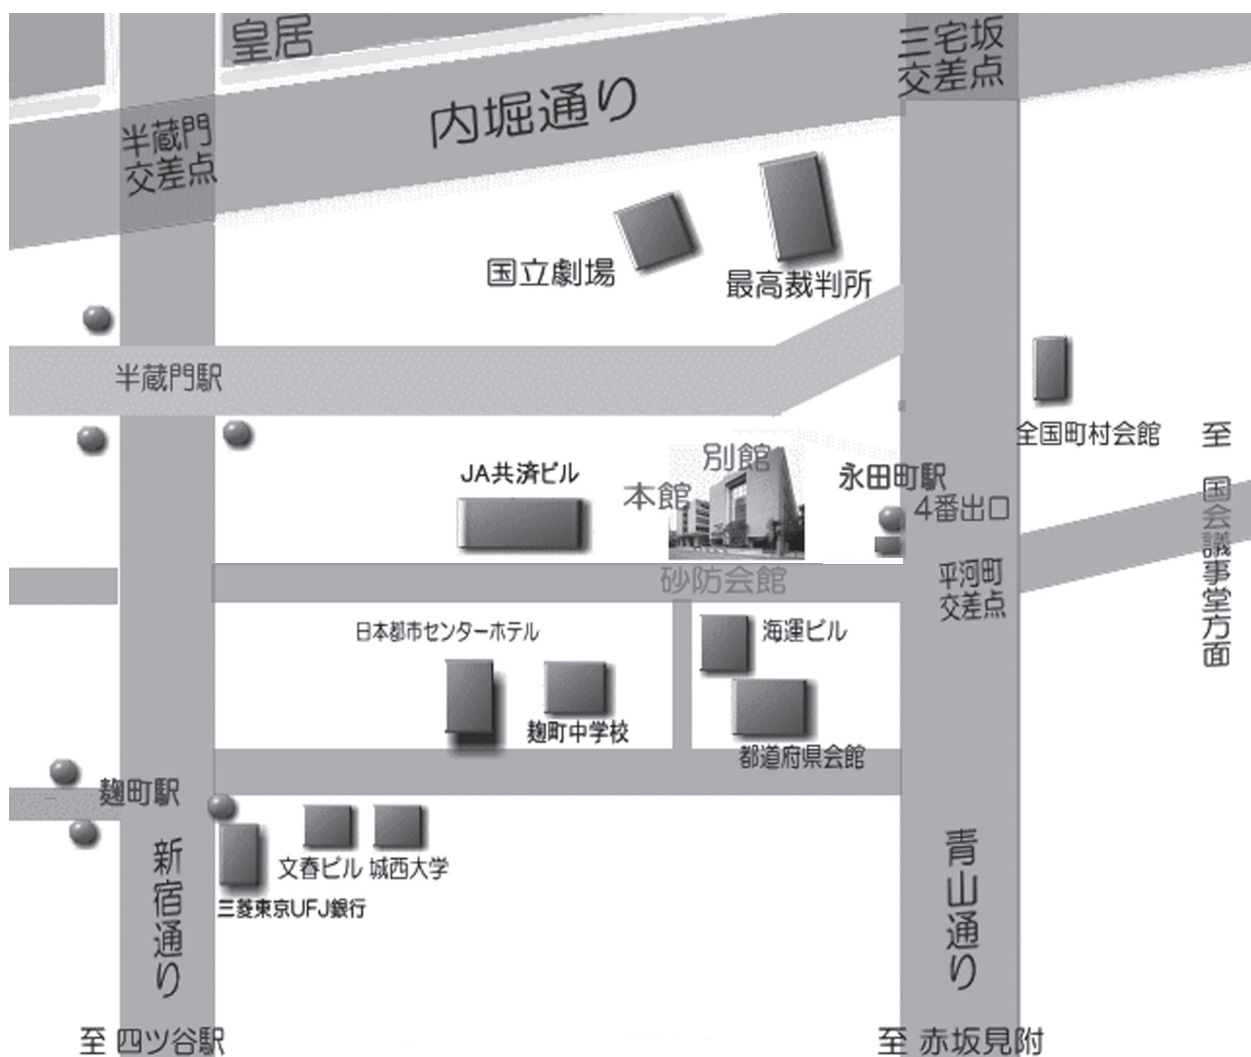 皇居
三宅坂
交差点
内堀通り
半蔵門
交差点
国立劇場
最高裁判所
半蔵門駅
全国町村会館
至 国会議事堂方面
別館
本館
JA共済ビル
永田町駅
4番出口
砂防会館
平河町
交差点
日本都市センターホテル
海運ビル
麹町中学校
都道府県会館
麹町駅
新宿通り
文春ビル
城西大学
三菱東京UFJ銀行
青山通り
至 四ツ谷駅
至 赤坂見附